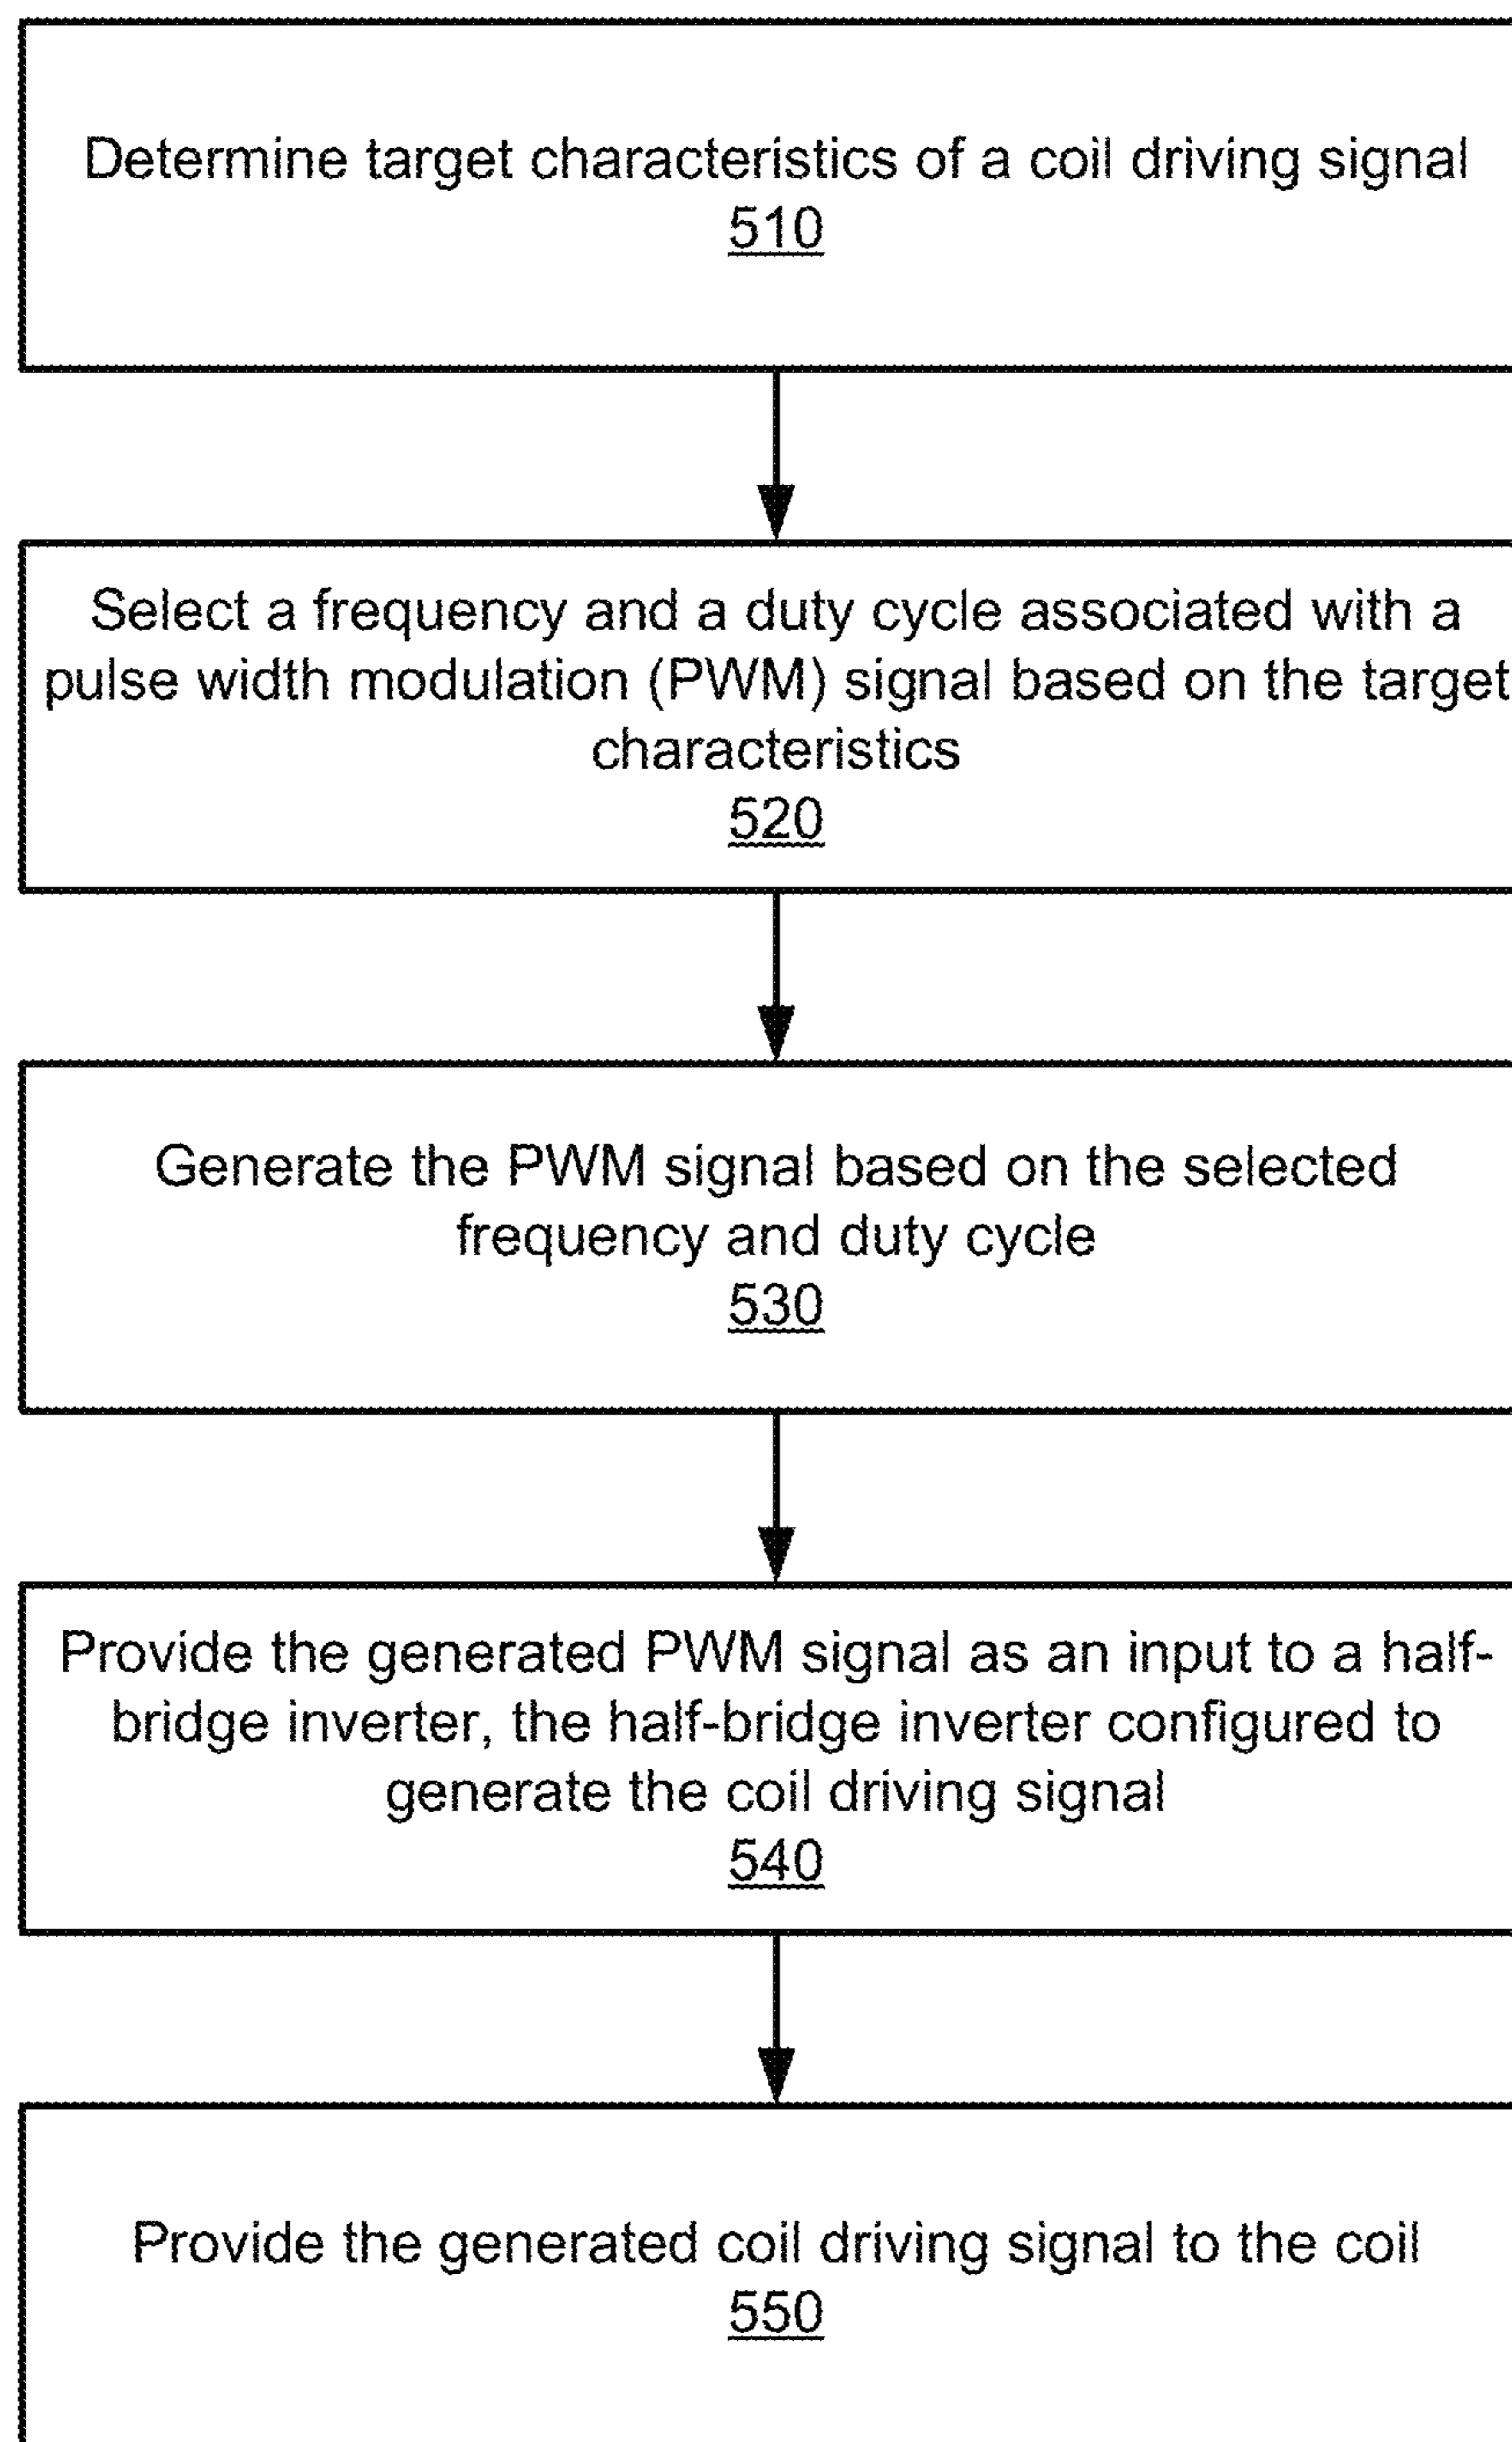 Determine target characteristics of a coil driving signal
510
Select a frequency and a duty cycle associated with a
pulse width modulation (PWM) signal based on the target
characteristics
520
Generate the PWM signal based on the selected
frequency and duty cycle
530
Provide the generated PWM signal as an input to a half-
bridge inverter, the half-bridge inverter configured to
generate the coil driving signal
540
Provide the generated coil driving signal to the coil
550